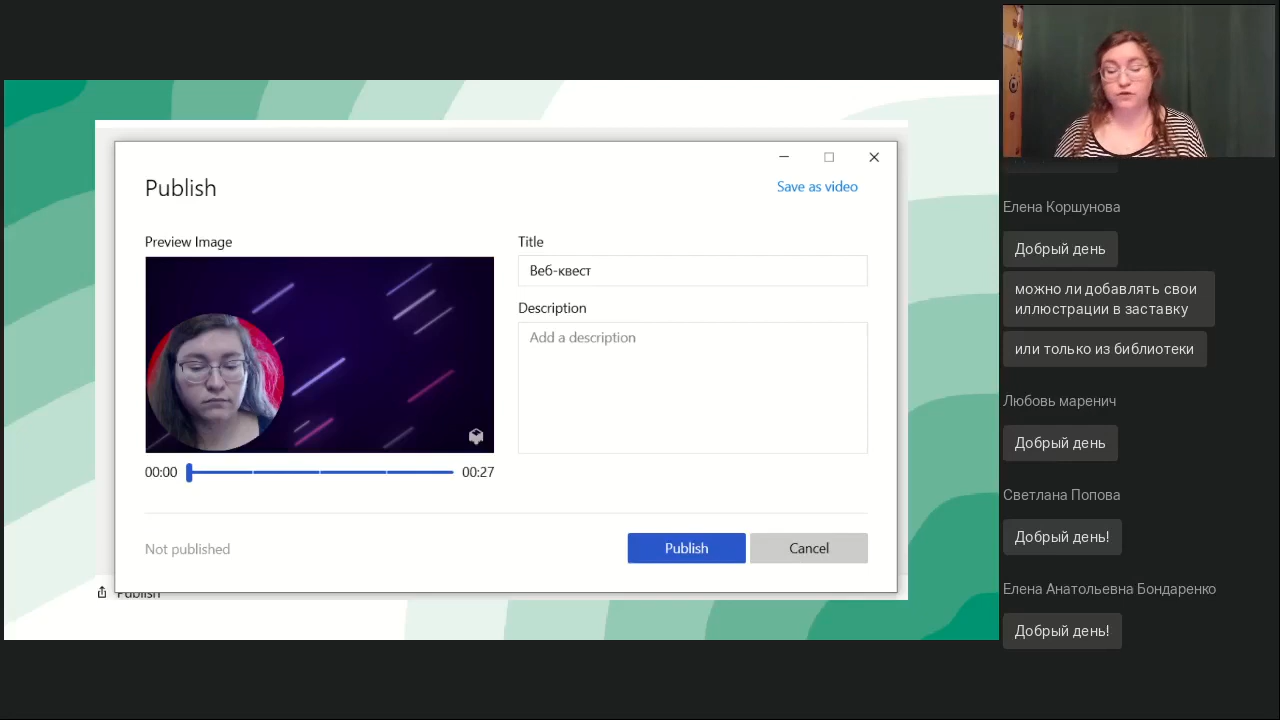 Publish
Save as video
Preview Image
Title
Веб-квест
Description
Add a description
00:00
00:27
Not published
Publish
Cancel
Publish
Елена Коршунова
Добрый день
можно ли добавлять свои
иллюстрации в заставку
или только из библиотеки
Любовь маренич
Добрый день
Светлана Попова
Добрый день!
Елена Анатольевна Бондаренко
Добрый день!